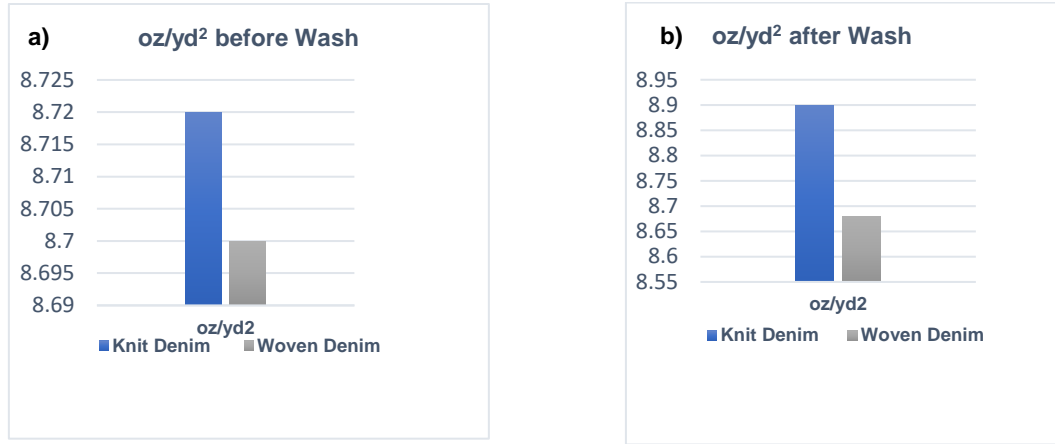 a) oz/yd² before Wash
8.725
8.72
8.715
8.71
8.705
8.7
8.695
8.69
oz/yd2
Knit Denim Woven Denim
b) oz/yd² after Wash
8.95
8.9
8.85
8.8
8.75
8.7
8.65
8.6
8.55
oz/yd2
Knit Denim Woven Denim